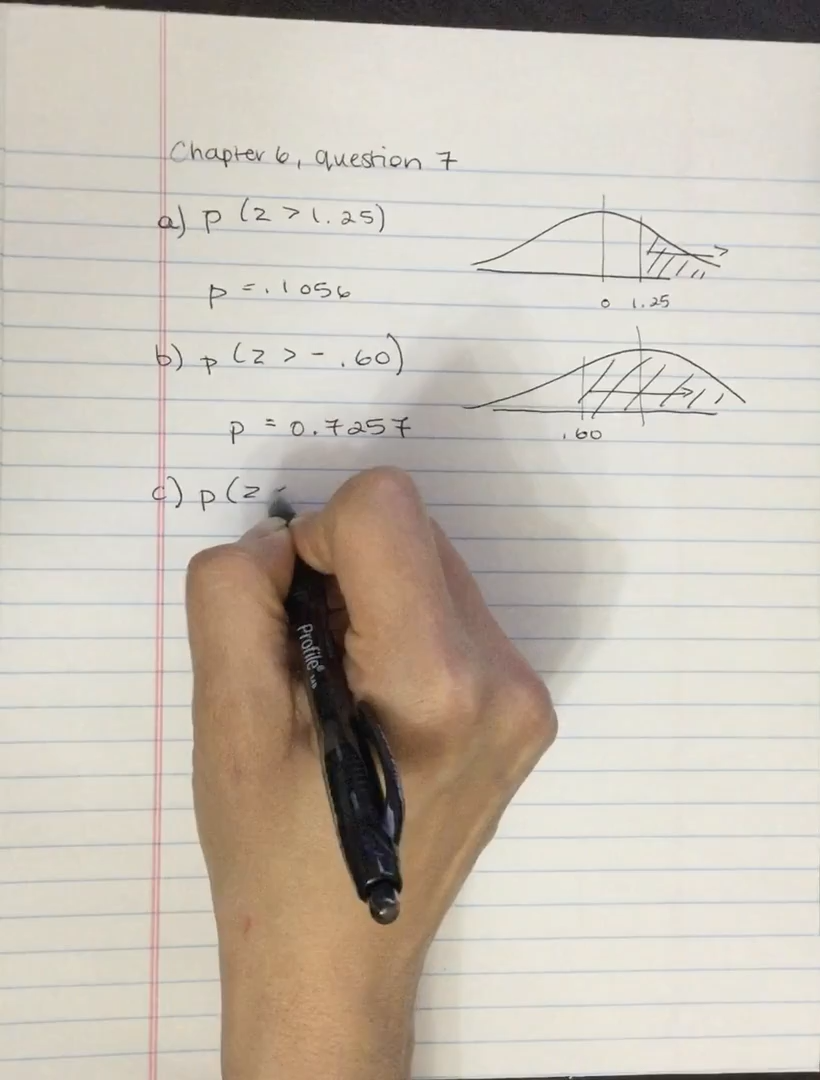 Chapter 6, question 7
a) p (z > 1.25)
p = .1056
0 1.25
b) p (z > - .60)
p = 0.7257
.60
c) p (z
Profile®